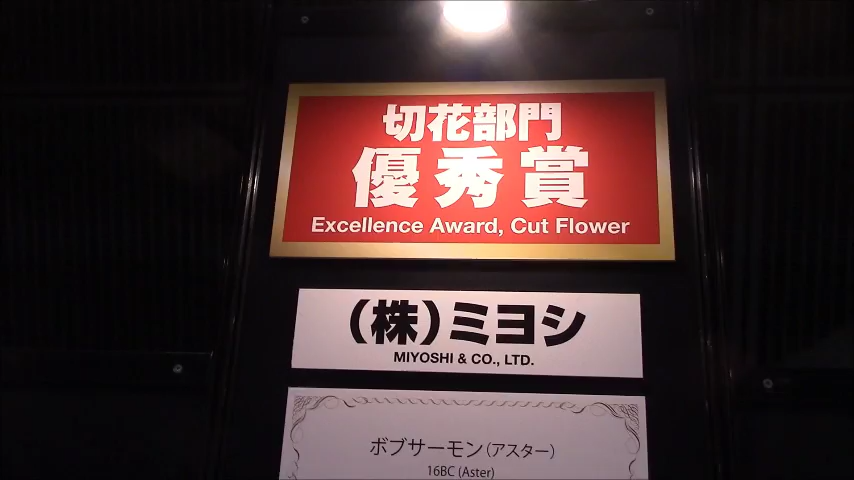 切花部門
優秀賞
Excellence Award, Cut Flower
(株)ミヨシ
MIYOSHI & CO., LTD.
ボブサーモン(アスター)
16BC (Aster)